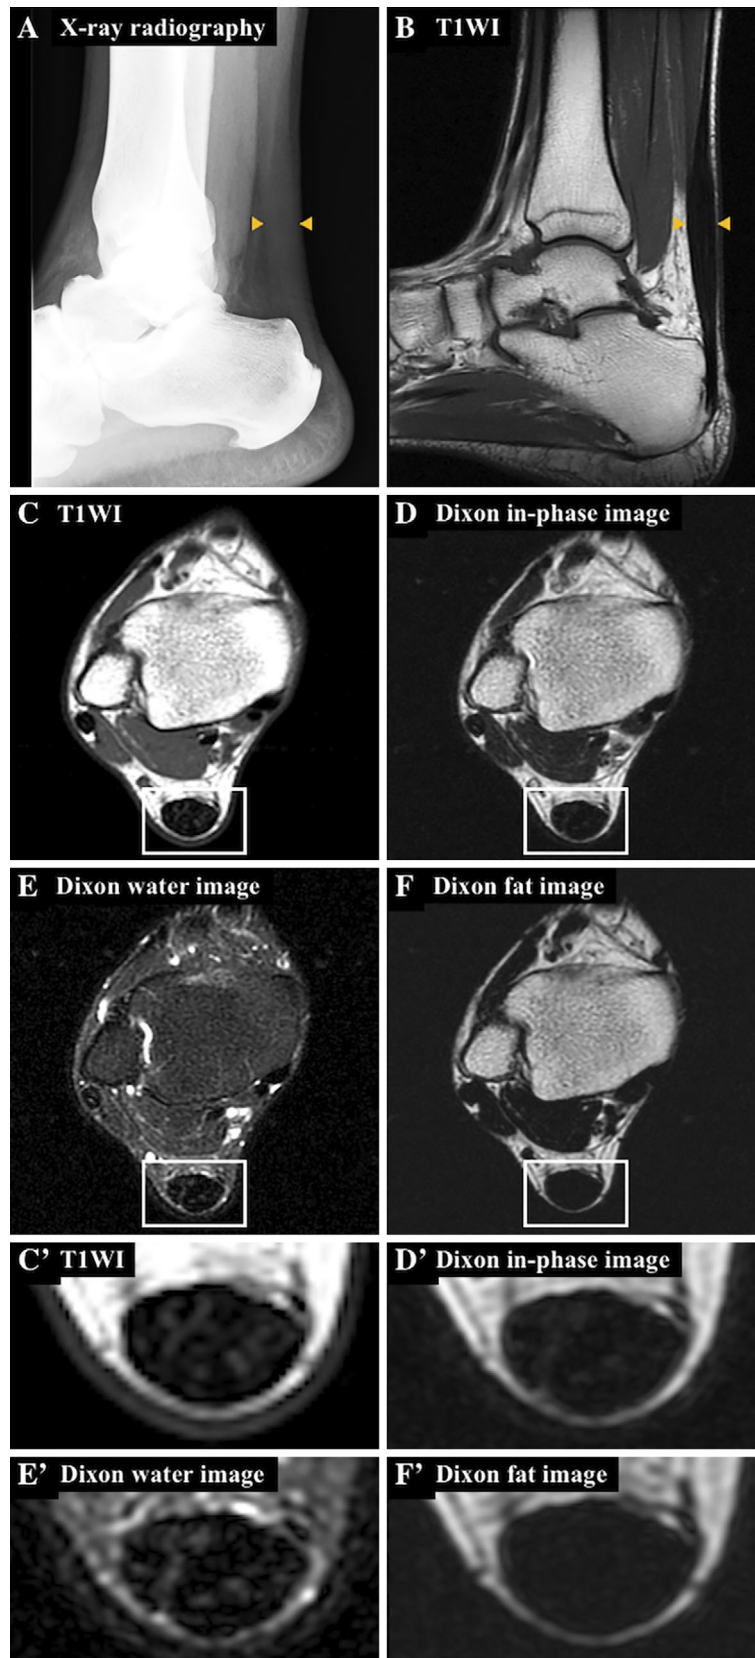 A X-ray radiography
B T1WI
C T1WI
D Dixon in-phase image
E Dixon water image
F Dixon fat image
C’ T1WI
D’ Dixon in-phase image
E’ Dixon water image
F’ Dixon fat image